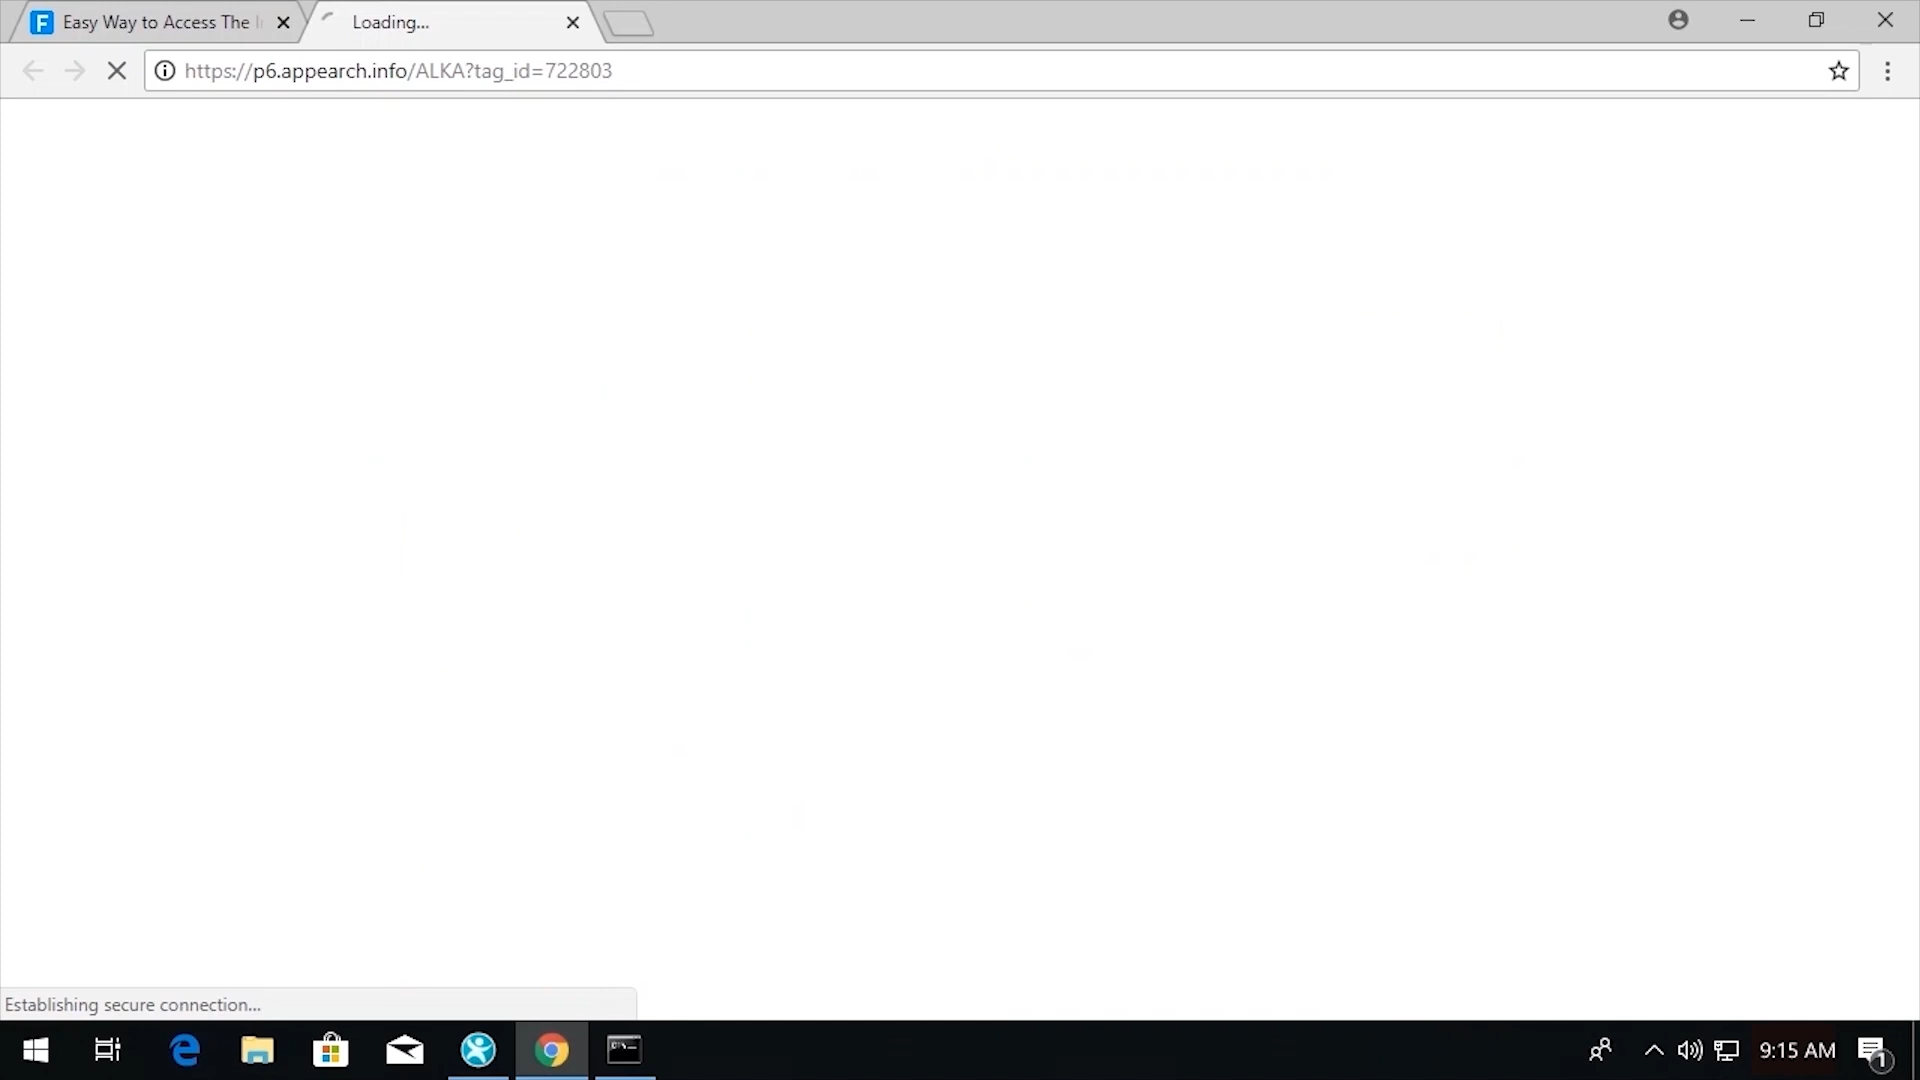 F Easy Way to Access The I
Loading...
https://p6.appearch.info/ALKA?tag_id=722803
Establishing secure connection...
9:15 AM
1